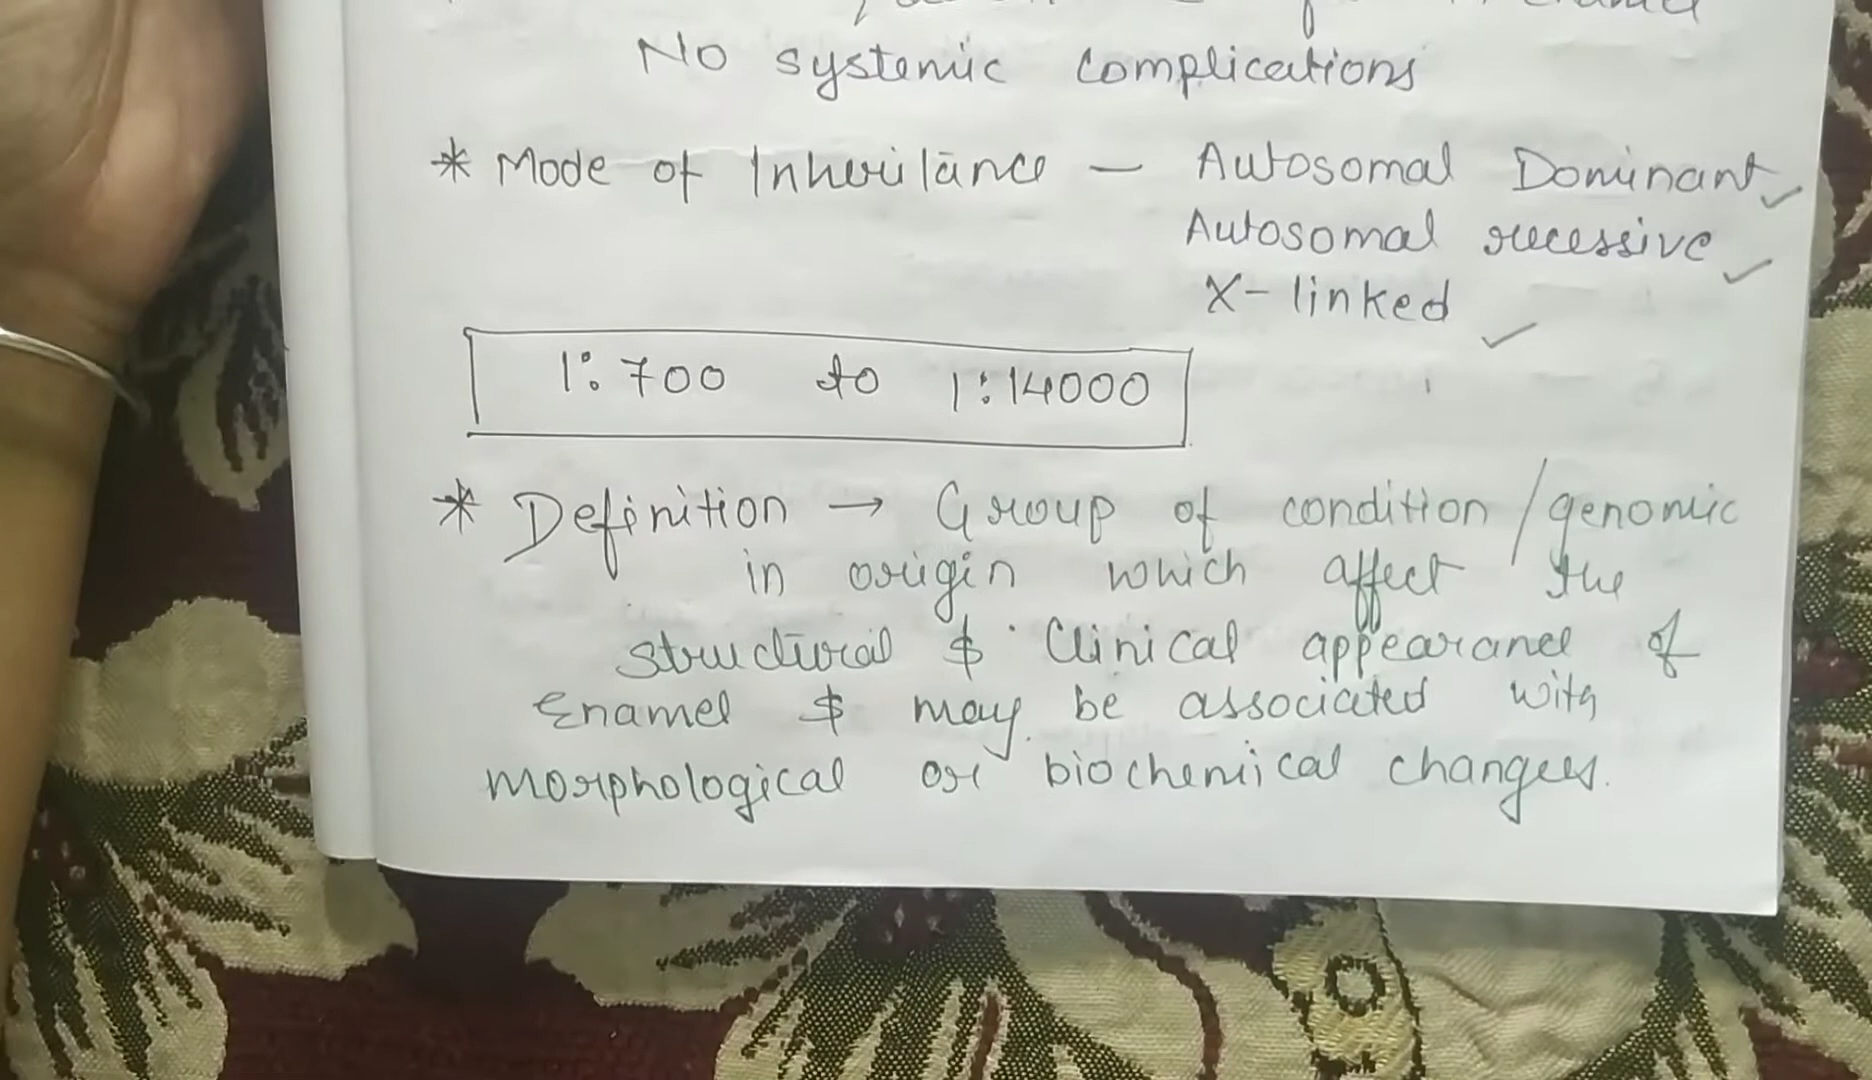 No systemic complications
* Mode of Inheritance — Autosomal Dominant ✓
Autosomal recessive ✓
X-linked ✓
1:700 to 1:14000
* Definition → Group of condition/genomic
in origin which affect the
structural & Clinical appearance of
Enamel & may be associated with
morphological or biochemical changes.